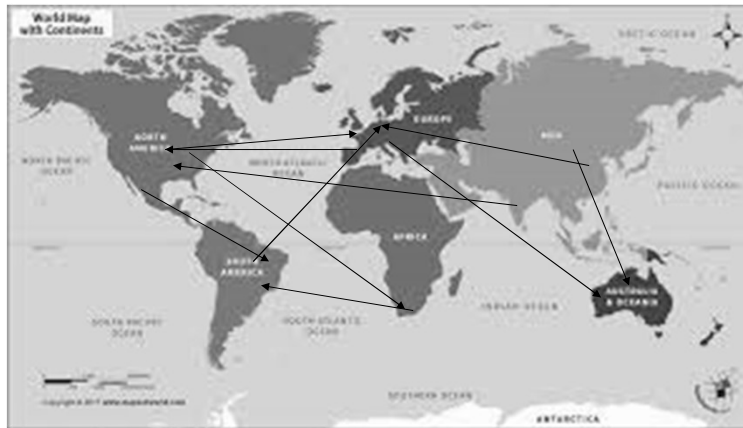 World Map
with Continents
ARCTIC OCEAN
EUROPE
NORTH
AMERICA
ASIA
NORTH PACIFIC
OCEAN
NORTH ATLANTIC
OCEAN
PACIFIC OCEAN
AFRICA
SOUTH
AMERICA
AUSTRALIA
& OCEANIA
INDIAN OCEAN
SOUTH PACIFIC
OCEAN
SOUTH ATLANTIC
OCEAN
SOUTHERN OCEAN
ANTARCTICA